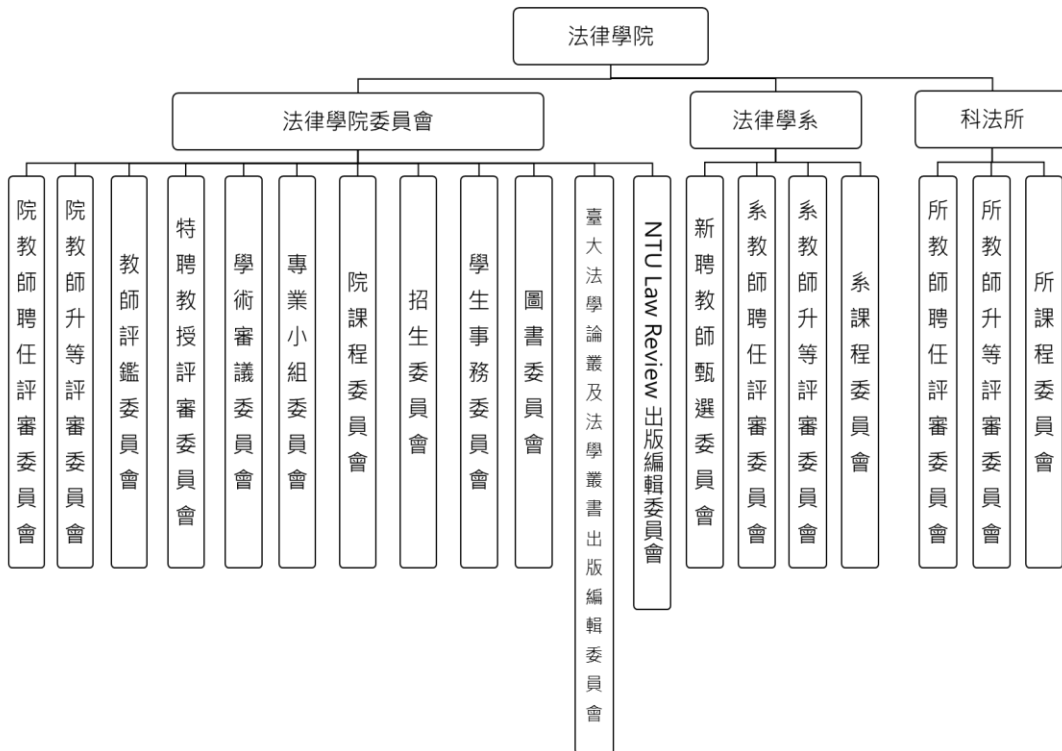 法律學院
法律學院委員會
法律學系
科法所
院教師聘任評審委員會
院教師升等評審委員會
教師評鑑委員會
特聘教授評審委員會
學術審議委員會
專業小組委員會
院課程委員會
招生委員會
學生事務委員會
圖書委員會
臺大法學論叢及法學叢書出版編輯委員會
NTU Law Review 出版編輯委員會
新聘教師甄選委員會
系教師聘任評審委員會
系教師升等評審委員會
系課程委員會
所教師聘任評審委員會
所教師升等評審委員會
所課程委員會